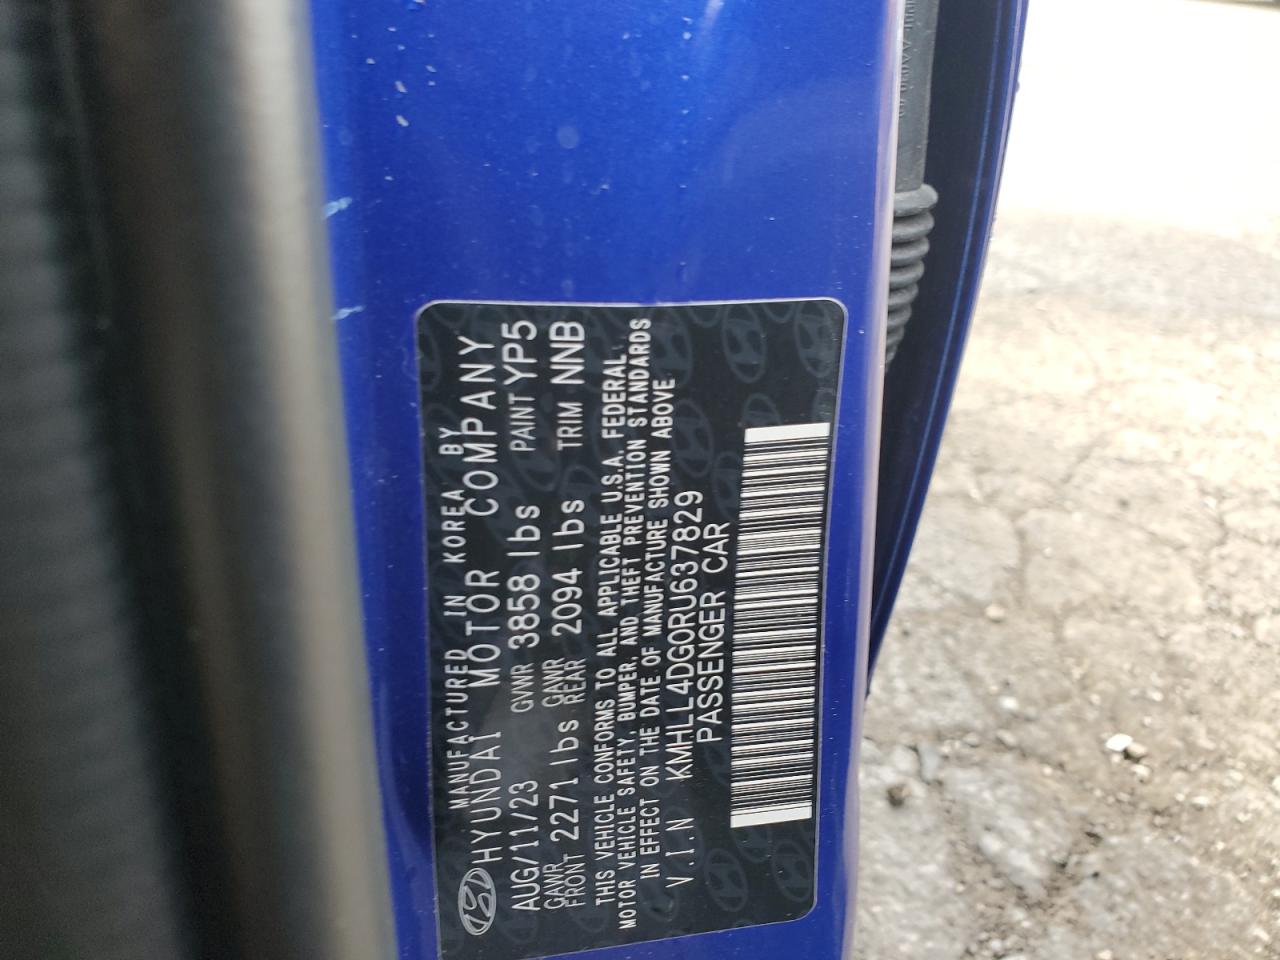 MANUFACTURED IN KOREA BY
HYUNDAI MOTOR COMPANY
AUG/11/23 GVWR 3858 lbs PAINT YP5
GAWR FRONT 2271 lbs GAWR REAR 2094 lbs TRIM NNB
THIS VEHICLE CONFORMS TO ALL APPLICABLE U.S.A. FEDERAL
MOTOR VEHICLE SAFETY, BUMPER, AND THEFT PREVENTION STANDARDS
IN EFFECT ON THE DATE OF MANUFACTURE SHOWN ABOVE
V.I.N KMHLL4DG0RU637829
PASSENGER CAR